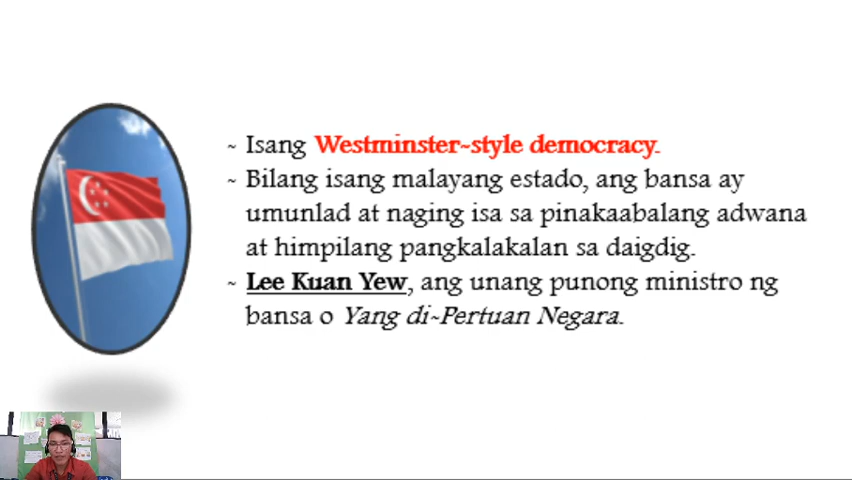 ~ Isang Westminster-style democracy.
~ Bilang isang malayang estado, ang bansa ay
umunlad at naging isa sa pinakaabalang adwana
at himpilang pangkalakalan sa daigdig.
~ Lee Kuan Yew, ang unang punong ministro ng
bansa o Yang di-Pertuan Negara.